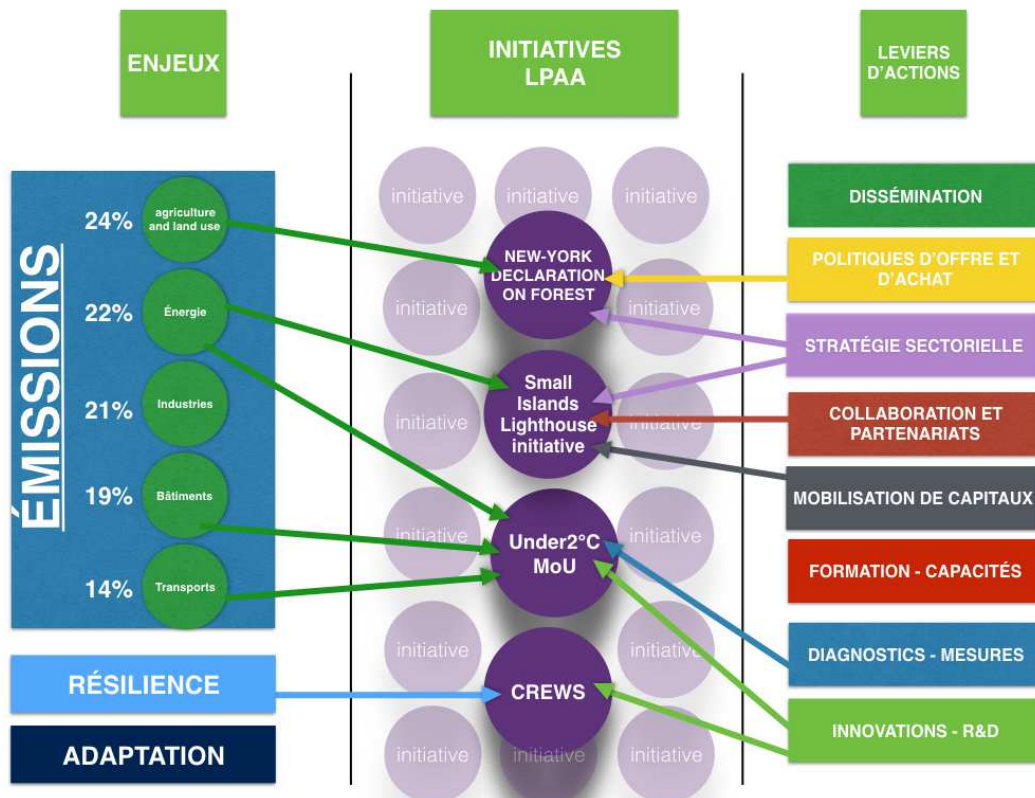 ENJEUX
ÉMISSIONS
24%
agriculture
and land use
22%
Énergie
21%
Industries
19%
Bâtiments
14%
Transports
RÉSILIENCE
ADAPTATION
INITIATIVES
LPAA
initiative
initiative
initiative
NEW-YORK
DECLARATION
ON FOREST
initiative
initiative
Small
Islands
Lighthouse
initiative
initiative
initiative
Under2°C
MoU
initiative
initiative
CREWS
initiative
initiative
initiative
initiative
initiative
LEVIERS
D'ACTIONS
DISSÉMINATION
POLITIQUES D'OFFRE ET
D'ACHAT
STRATÉGIE SECTORIELLE
COLLABORATION ET
PARTENARIATS
MOBILISATION DE CAPITAUX
FORMATION - CAPACITÉS
DIAGNOSTICS - MESURES
INNOVATIONS - R&D